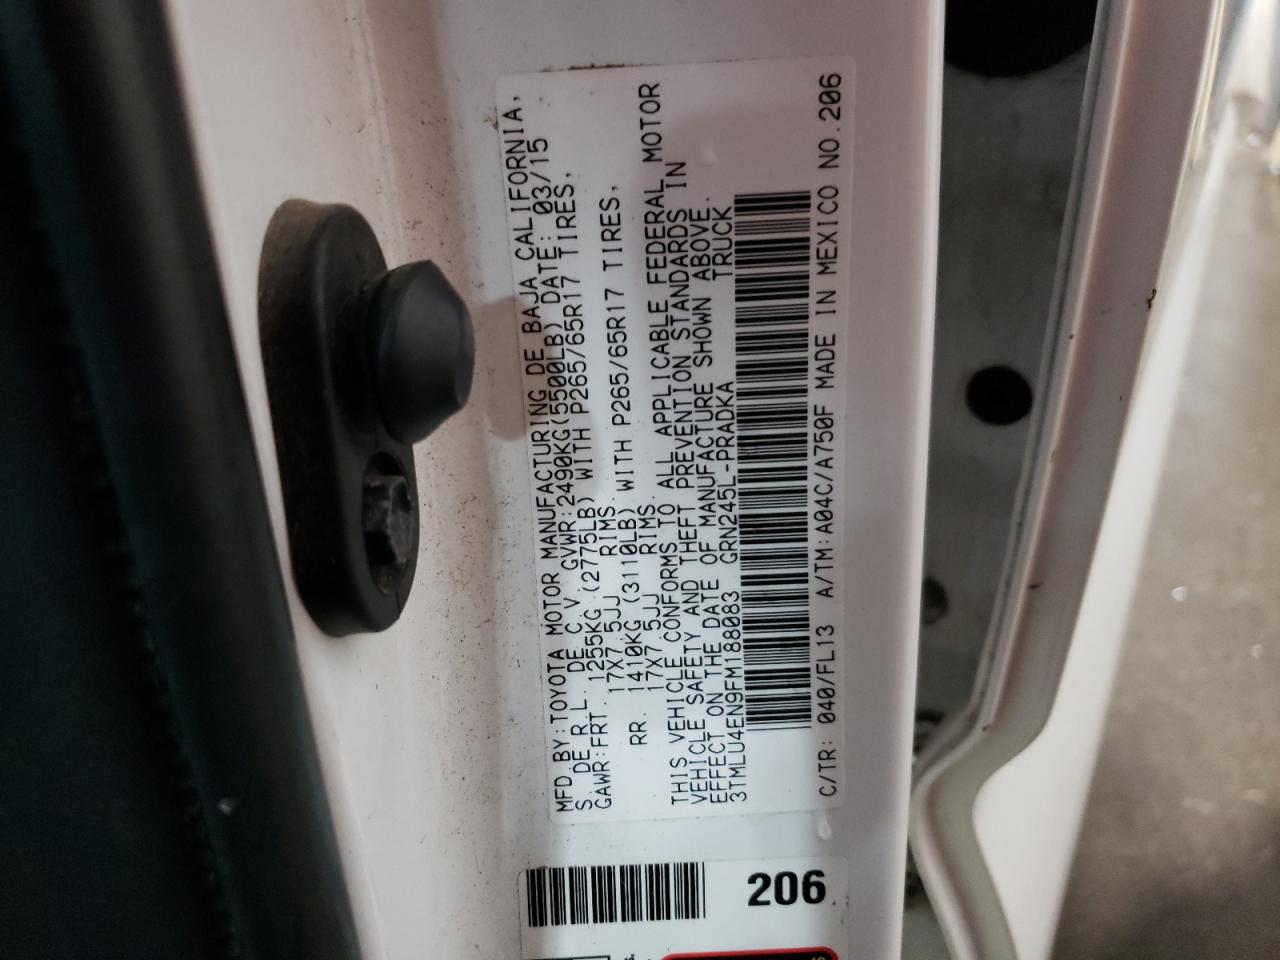 MFD.BY:TOYOTA MOTOR MANUFACTURING DE BAJA CALIFORNIA,
S. DE R.L. DE C.V. GVWR:2490KG(5500LB) DATE: 03/15
GAWR:FRT. 1255KG (2775LB) WITH P265/65R17 TIRES,
17X7.5JJ RIMS.
RR. 1410KG (3110LB) WITH P265/65R17 TIRES,
17X7.5JJ RIMS.
THIS VEHICLE CONFORMS TO ALL APPLICABLE FEDERAL MOTOR
VEHICLE SAFETY AND THEFT PREVENTION STANDARDS IN
EFFECT ON THE DATE OF MANUFACTURE SHOWN ABOVE.
3TMLU4EN9FM188083 GRN245L-PRADKA TRUCK
C/TR: 040/FL13 A/TM:A04C/A750F MADE IN MEXICO NO.206
206